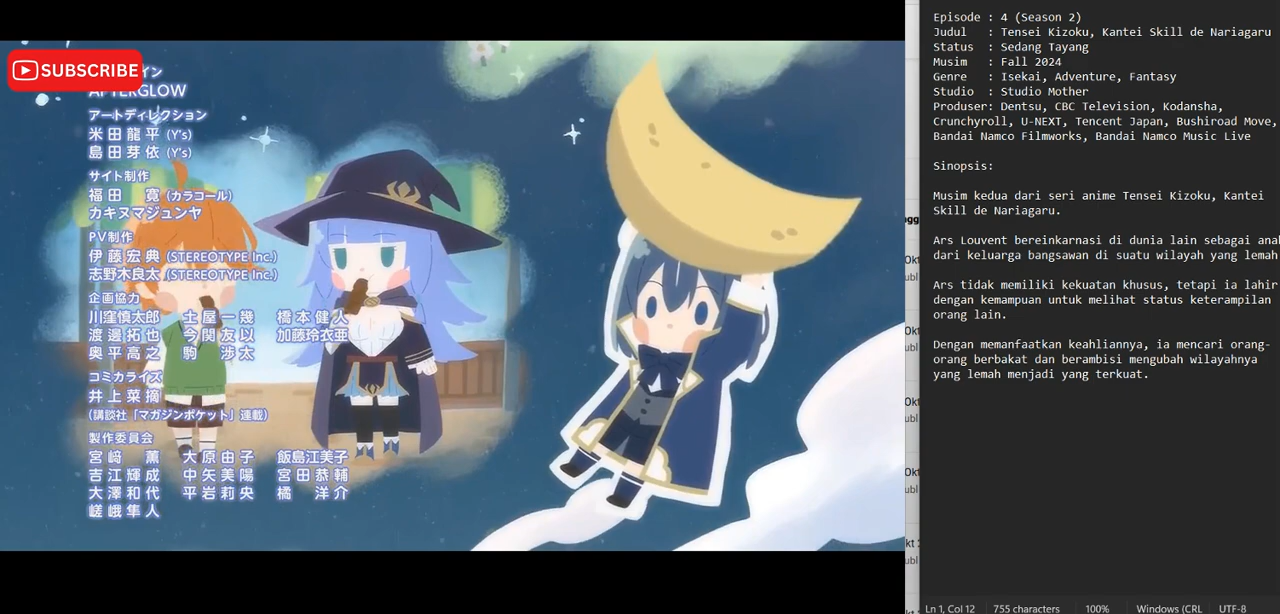 SUBSCRIBE
イン
AFTERGLOW
アートディレクション
米田龍平 (Y's)
島田芽依 (Y's)
サイト制作
福田 寛 (カラコール)
カキヌマジュンヤ
PV制作
伊藤宏典 (STEREOTYPE Inc.)
志野木良太 (STEREOTYPE Inc.)
企画協力
川窪慎太郎 土屋一幾 橋本健人
渡邊拓也 今関友以 加藤玲衣亜
奥平高之 駒 渉太
コミカライズ
井上菜摘
(講談社「マガジンポケット」連載)
製作委員会
宮﨑 薫 大原由子 飯島江美子
吉江輝成 中矢美陽 宮田恭輔
大澤和代 平岩莉央 橘 洋介
嵯峨隼人
Episode : 4 (Season 2)
Judul : Tensei Kizoku, Kantei Skill de Nariagaru
Status : Sedang Tayang
Musim : Fall 2024
Genre : Isekai, Adventure, Fantasy
Studio : Studio Mother
Produser: Dentsu, CBC Television, Kodansha,
Crunchyroll, U-NEXT, Tencent Japan, Bushiroad Move,
Bandai Namco Filmworks, Bandai Namco Music Live
Sinopsis:
Musim kedua dari seri anime Tensei Kizoku, Kantei
Skill de Nariagaru.
Ars Louvent bereinkarnasi di dunia lain sebagai ana
dari keluarga bangsawan di suatu wilayah yang lemah
Ars tidak memiliki kekuatan khusus, tetapi ia lahir
dengan kemampuan untuk melihat status keterampilan
orang lain.
Dengan memanfaatkan keahliannya, ia mencari orang-
orang berbakat dan berambisi mengubah wilayahnya
yang lemah menjadi yang terkuat.
Ln 1, Col 12 755 characters 100% Windows (CRL UTF-8